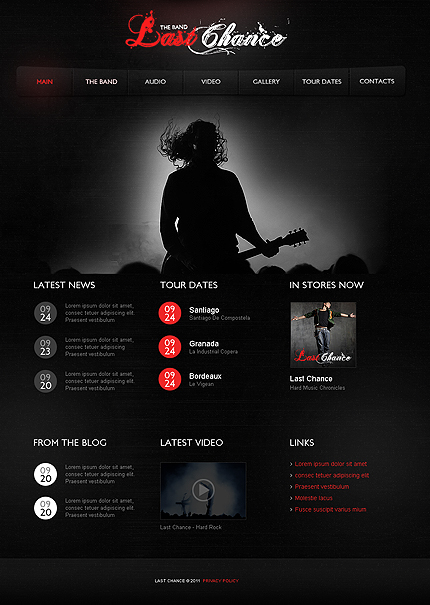 THE BAND
Last Chance
MAIN THE BAND AUDIO VIDEO GALLERY TOUR DATES CONTACTS
LATEST NEWS
09
24
Lorem ipsum dolor sit amet,
consec tetuer adipiscing elit.
Praesent vestibulum
09
23
Lorem ipsum dolor sit amet,
consec tetuer adipiscing
Praesent vestibulum
09
20
Lorem ipsum dolor sit amet,
consec tetuer adipiscing elit.
Praesent vestibulum
TOUR DATES
09
24
Santiago
Santiago De Compostela
09
24
Granada
La Industrial Copera
09
24
Bordeaux
Le Vigean
IN STORES NOW
Last Chance
Last Chance
Hard Music Chronicles
FROM THE BLOG
09
20
Lorem ipsum dolor sit amet,
consec tetuer adipiscing elit.
Praesent vestibulum
09
20
Lorem ipsum dolor sit amet,
consec tetuer adipiscing elit.
Praesent vestibulum
LATEST VIDEO
Last Chance - Hard Rock
LINKS
› Lorem ipsum dolor sit amet
› consec tetuer adipiscing elit
› Praesent vestibulum
› Molestie lacus
› Fusce suscipit varius mium
LAST CHANCE © 2011 PRIVACY POLICY